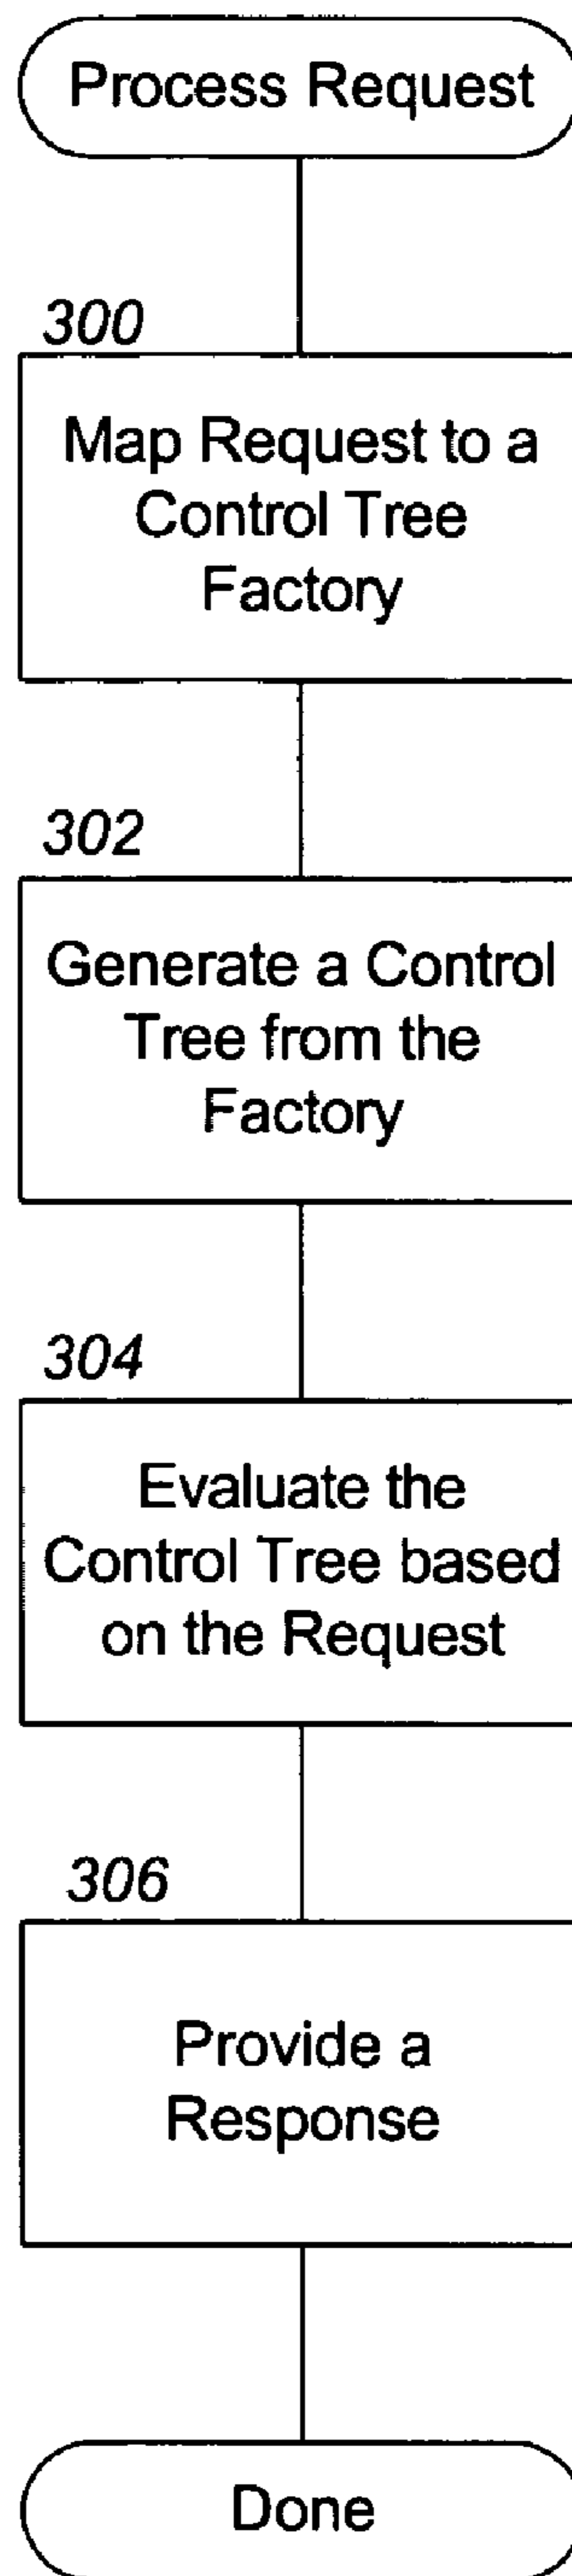 Process Request
300
Map Request to a
Control Tree
Factory
302
Generate a Control
Tree from the
Factory
304
Evaluate the
Control Tree based
on the Request
306
Provide a
Response
Done